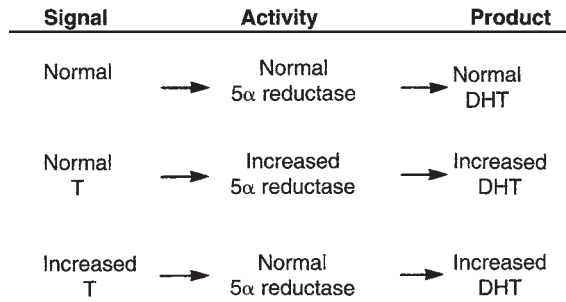 Signal Activity Product
Normal Normal Normal
5α reductase DHT
Normal Increased Increased
T 5α reductase DHT
Increased Normal Increased
T 5α reductase DHT